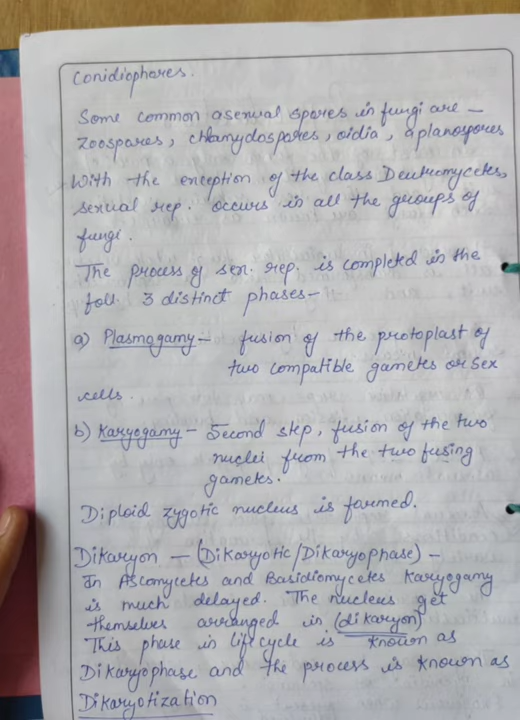 Conidiophores.
Some common asexual spores in fungi are —
Zoospores, chlamydospores, oidia, aplanospores
With the exception of the class Deutromycetes,
sexual rep. occurs in all the groups of
fungi.
The process of sex. rep. is completed in the
foll. 3 distinct phases –
a) Plasmogamy – fusion of the protoplast of
two compatible gametes or sex
cells.
b) Karyogamy – Second step, fusion of the two
nuclei from the two fusing
gametes.
Diploid zygotic nucleus is formed.
Dikaryon — (Dikaryotic/Dikaryophase) –
In Ascomycetes and Basidiomycetes Karyogamy
is much delayed. The nucleus get
themselves arranged in (dikaryon)
This phase in lifecycle is known as
Dikaryophase and the process is known as
Dikaryotization